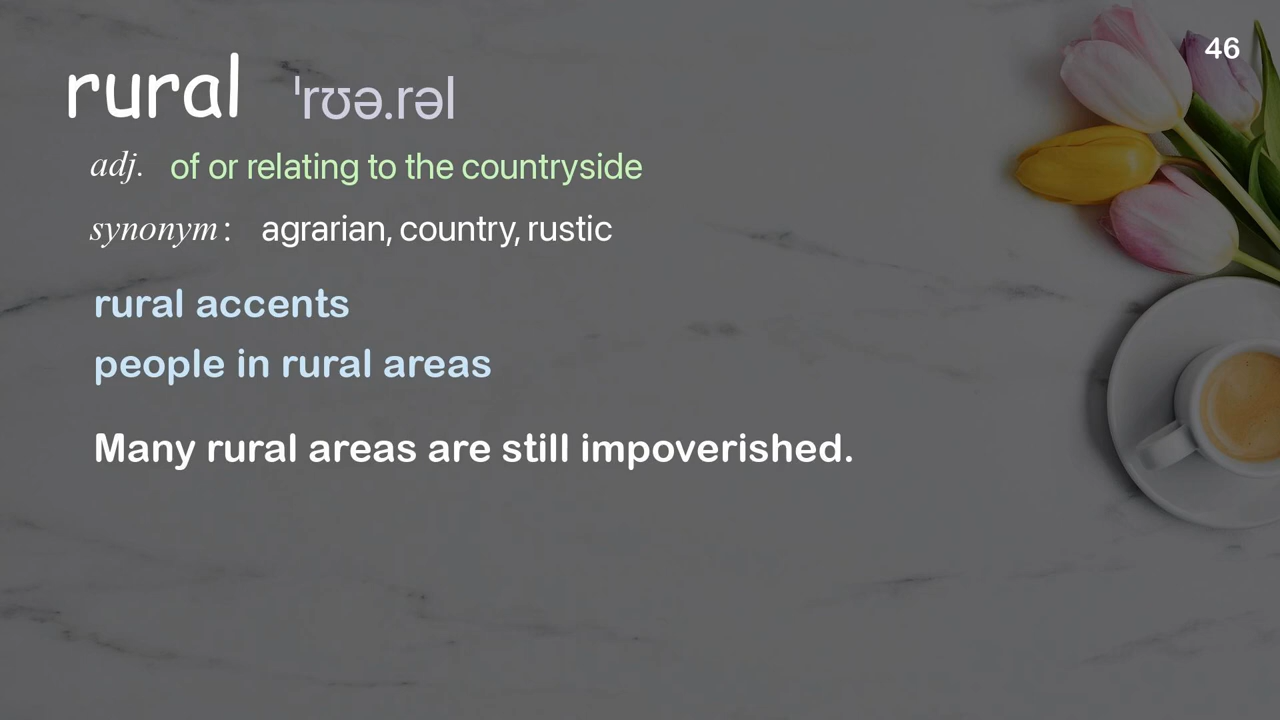 46
rural ˈrʊə.rəl
adj. of or relating to the countryside
synonym: agrarian, country, rustic
rural accents
people in rural areas
Many rural areas are still impoverished.